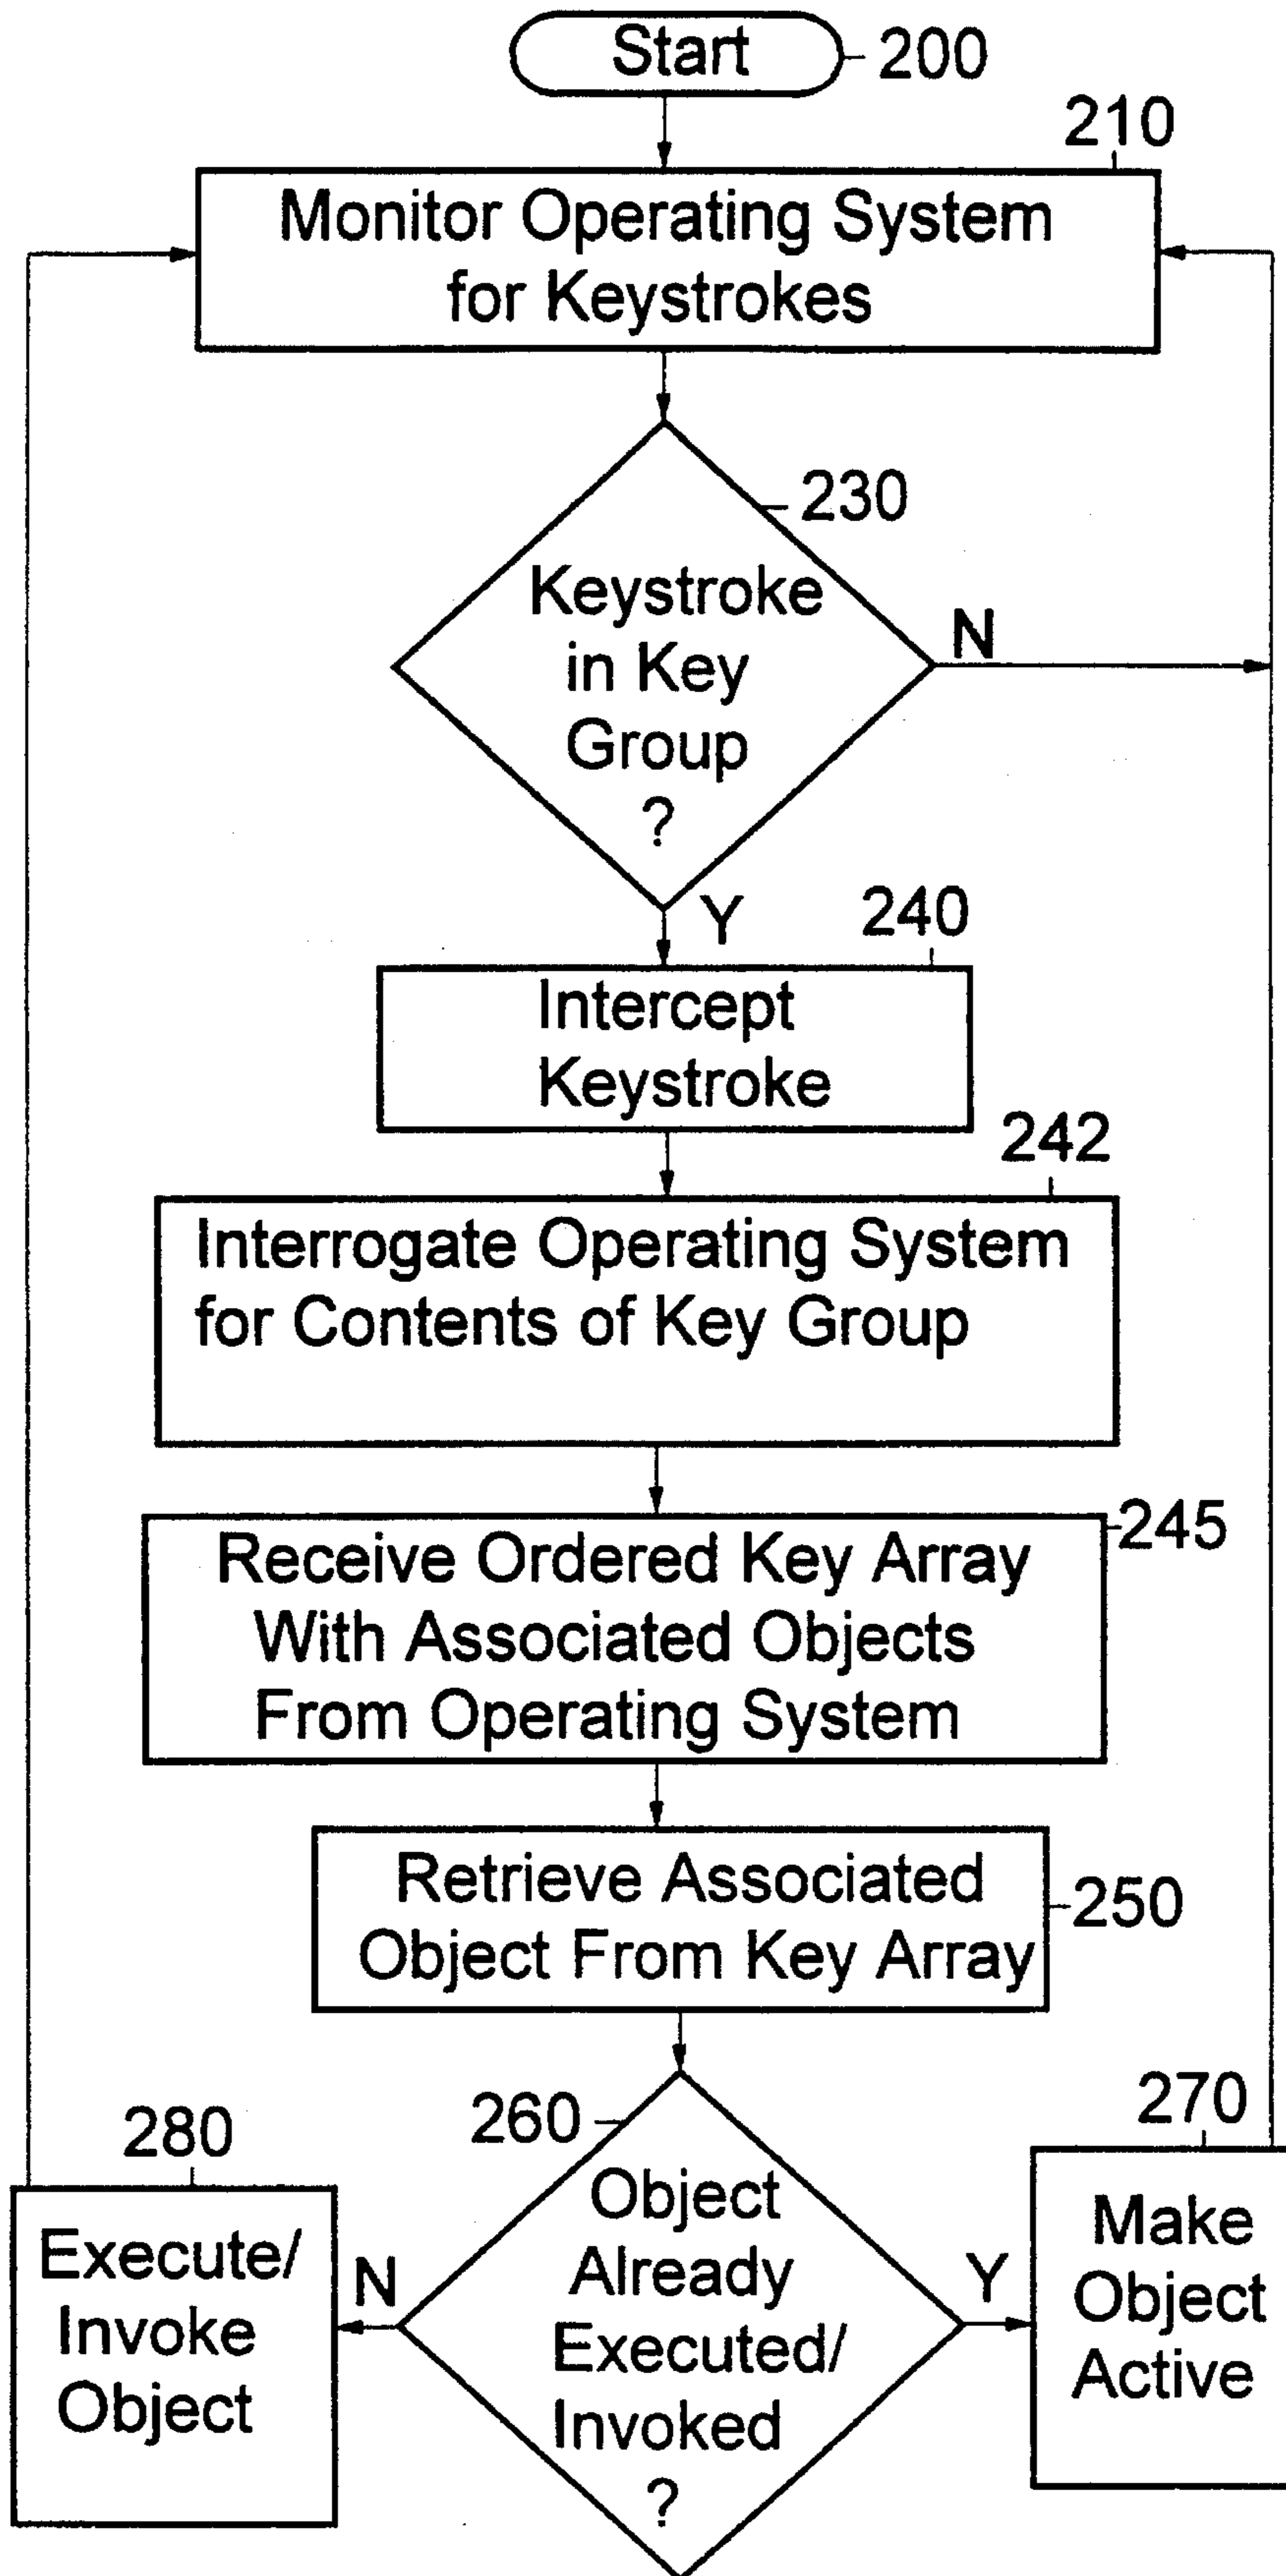 Start
200
210
Monitor Operating System
for Keystrokes
230
Keystroke
in Key
Group
?
N
Y
240
Intercept
Keystroke
242
Interrogate Operating System
for Contents of Key Group
245
Receive Ordered Key Array
With Associated Objects
From Operating System
Retrieve Associated
Object From Key Array
250
260
Object
Already
Executed/
Invoked
?
N
Y
280
Execute/
Invoke
Object
270
Make
Object
Active